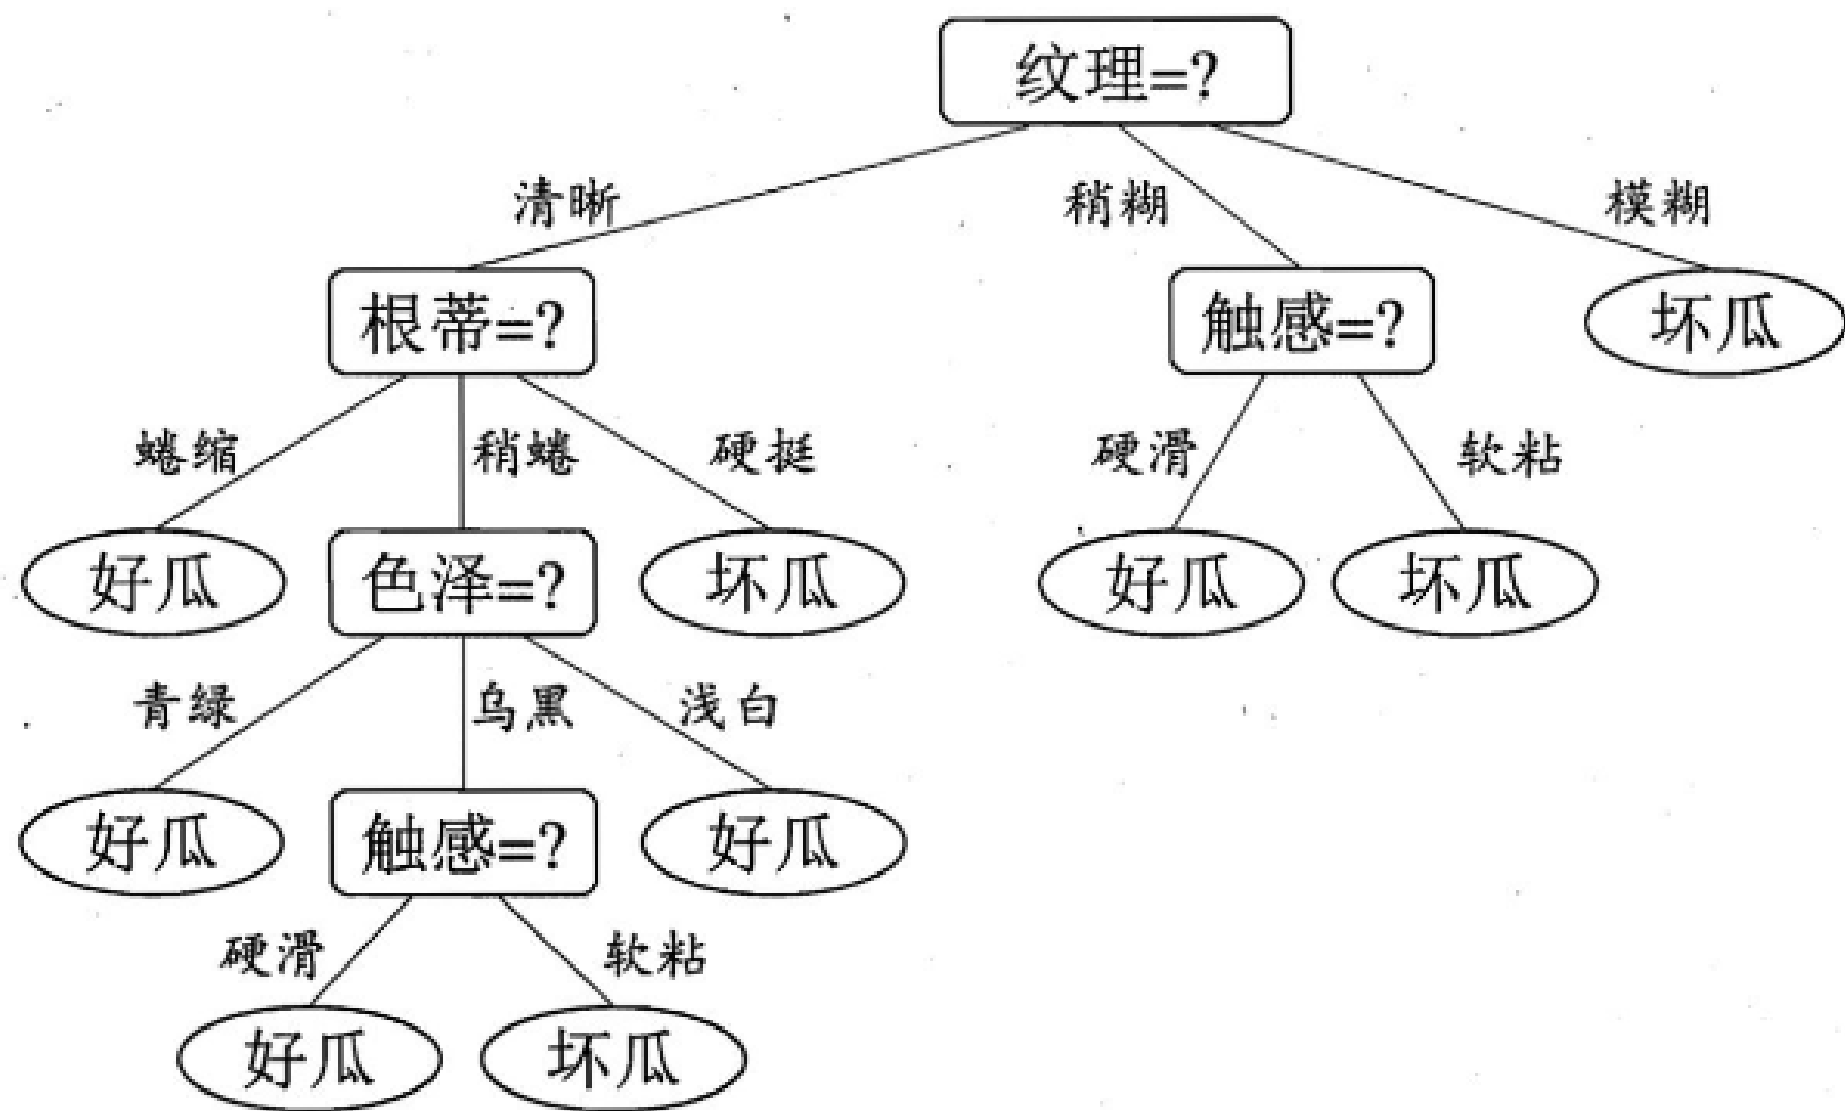 纹理=?
清晰 稍糊 模糊
根蒂=? 触感=? 坏瓜
蜷缩 稍蜷 硬挺 硬滑 软粘
好瓜 色泽=? 坏瓜 好瓜 坏瓜
青绿 乌黑 浅白
好瓜 触感=? 好瓜
硬滑 软粘
好瓜 坏瓜